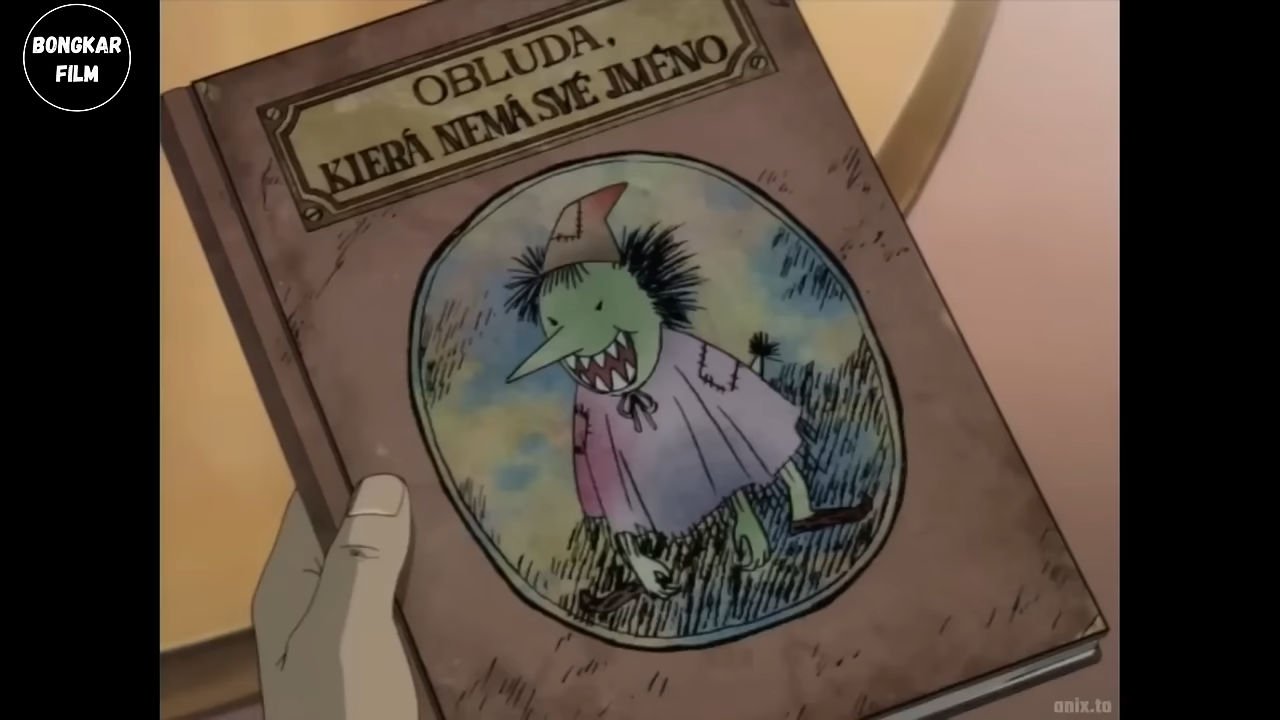 BONGKAR
FILM
OBLUDA,
KIERÁ NEMÁ SVÉ JMÉNO
anix.to